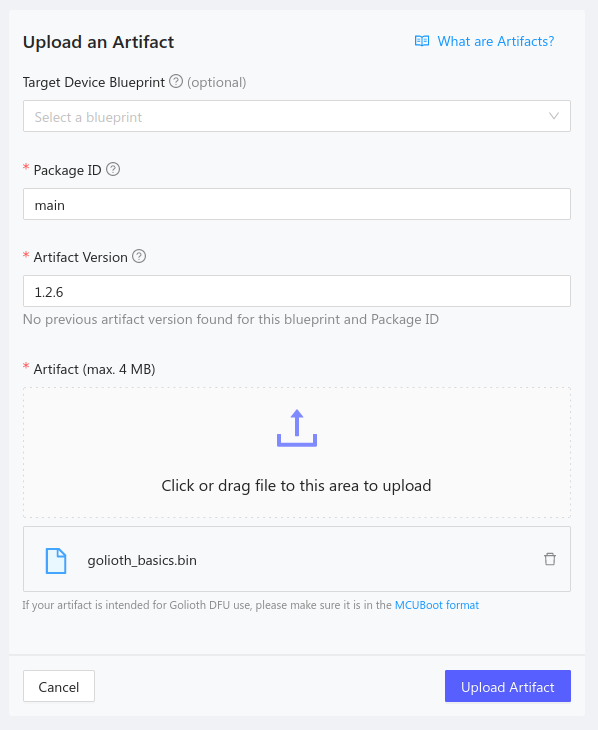 Upload an Artifact
What are Artifacts?
Target Device Blueprint ? (optional)
Select a blueprint
* Package ID ?
main
* Artifact Version ?
1.2.6
No previous artifact version found for this blueprint and Package ID
* Artifact (max. 4 MB)
Click or drag file to this area to upload
golioth_basics.bin
If your artifact is intended for Golioth DFU use, please make sure it is in the MCUBoot format
Cancel
Upload Artifact